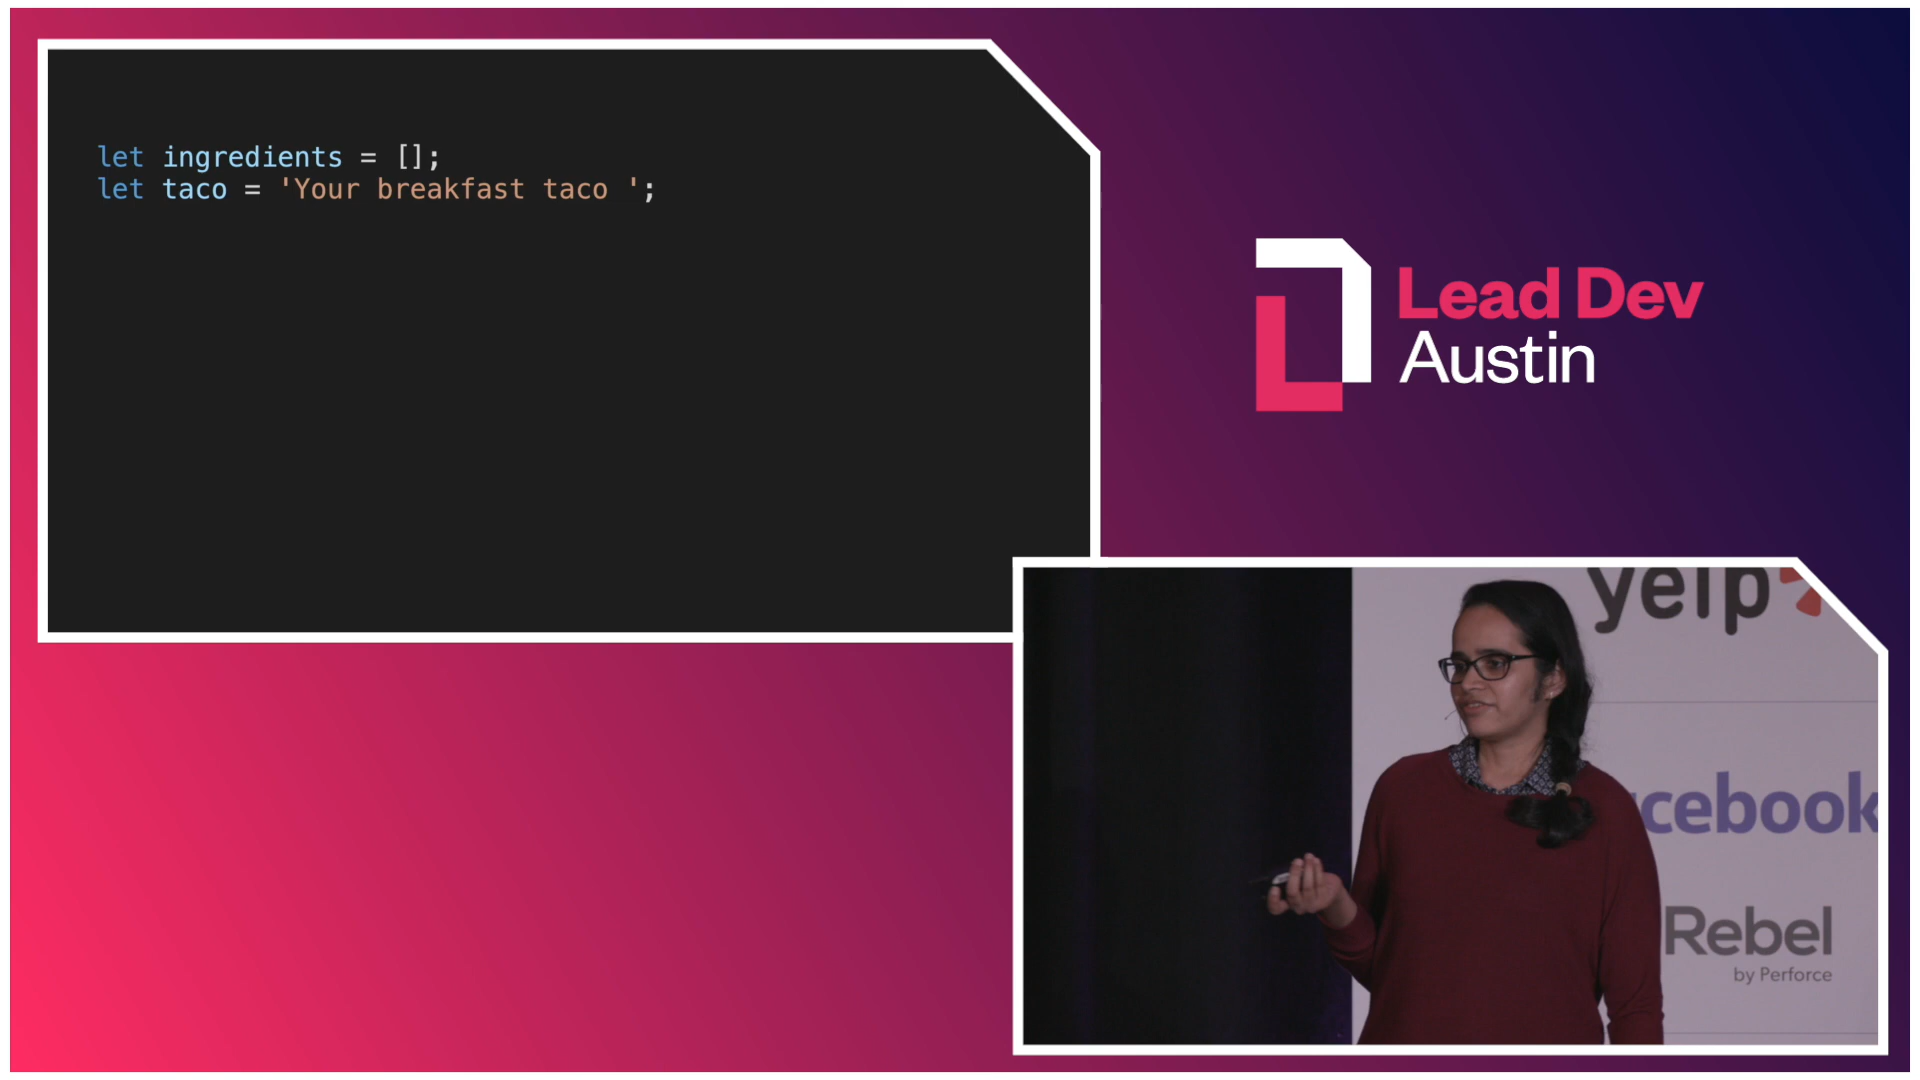 let ingredients = [];
let taco = 'Your breakfast taco ';
Lead Dev
Austin
yelp
cebook
Rebel
by Perforce